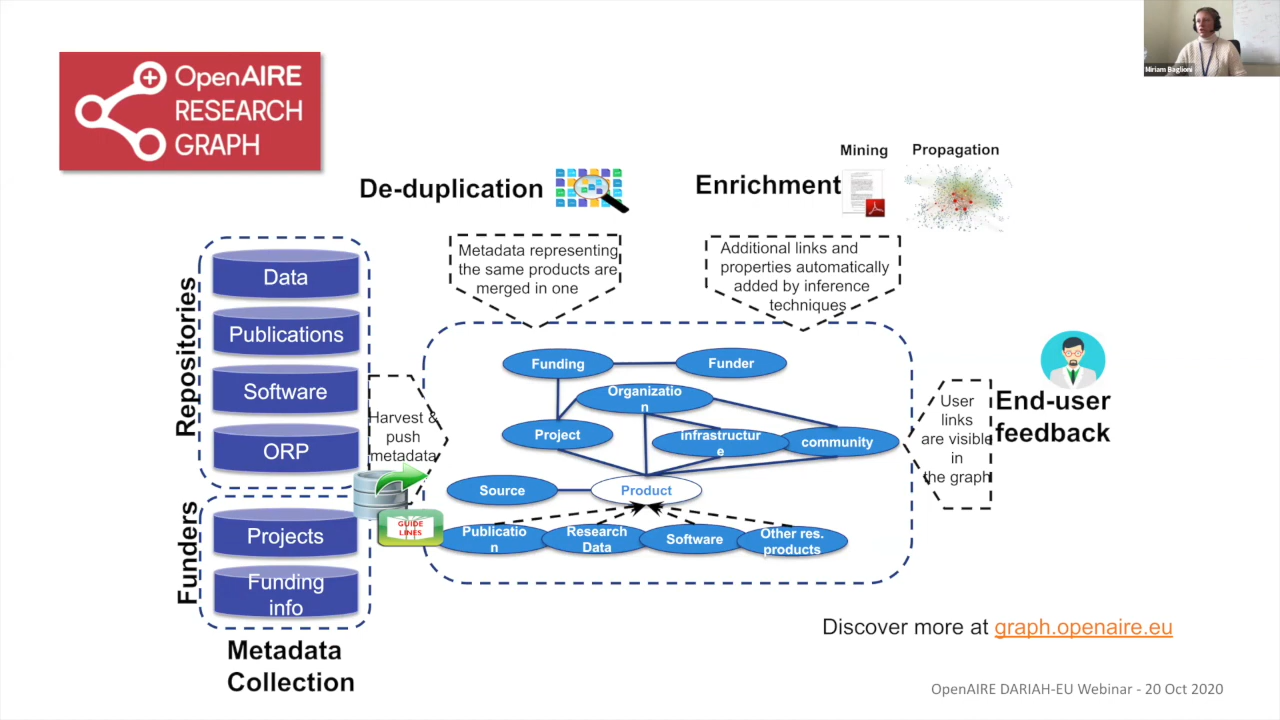 Miriam Baglioni
OpenAIRE
RESEARCH
GRAPH
De-duplication
Enrichment
Mining
Propagation
Metadata representing
the same products are
merged in one
Additional links and
properties automatically
added by inference
techniques
Repositories
Data
Publications
Software
ORP
Funders
Projects
Funding
info
Metadata
Collection
Harvest &
push
metadata
GUIDE
LINES
Funding
Funder
Organizatio
n
Project
infrastructur
e
community
Source
Product
Publicatio
n
Research
Data
Software
Other res.
products
User
links
are visible
in
the graph
End-user
feedback
Discover more at graph.openaire.eu
OpenAIRE DARIAH-EU Webinar - 20 Oct 2020